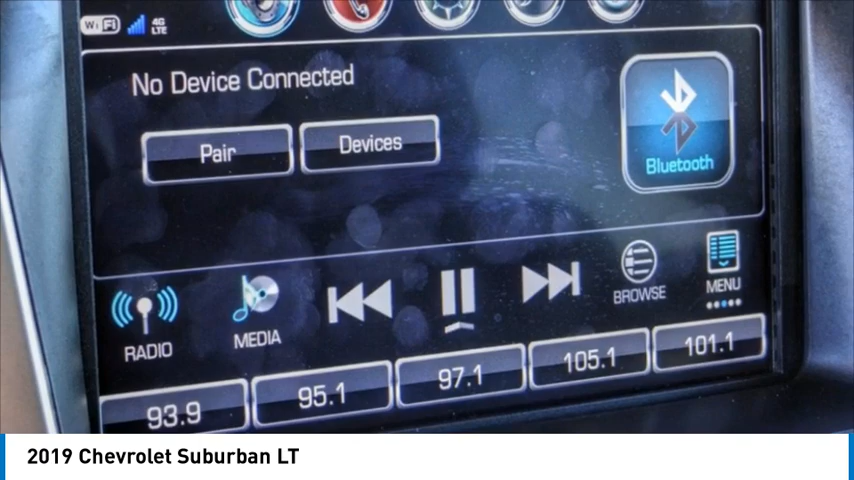 WiFi 4G LTE
No Device Connected
Pair Devices
Bluetooth
RADIO MEDIA BROWSE MENU
93.9 95.1 97.1 105.1 101.1
2019 Chevrolet Suburban LT